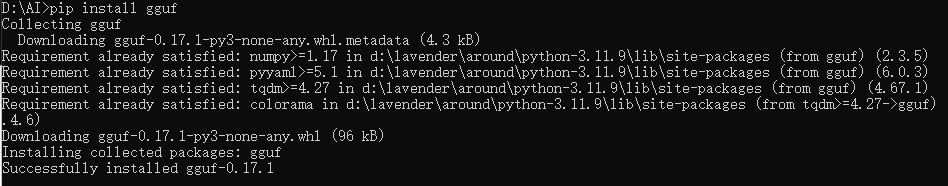 D:\AI>pip install gguf
Collecting gguf
  Downloading gguf-0.17.1-py3-none-any.whl.metadata (4.3 kB)
Requirement already satisfied: numpy>=1.17 in d:\lavender\around\python-3.11.9\lib\site-packages (from gguf) (2.3.5)
Requirement already satisfied: pyyaml>=5.1 in d:\lavender\around\python-3.11.9\lib\site-packages (from gguf) (6.0.3)
Requirement already satisfied: tqdm>=4.27 in d:\lavender\around\python-3.11.9\lib\site-packages (from gguf) (4.67.1)
Requirement already satisfied: colorama in d:\lavender\around\python-3.11.9\lib\site-packages (from tqdm>=4.27->gguf)
.4.6)
Downloading gguf-0.17.1-py3-none-any.whl (96 kB)
Installing collected packages: gguf
Successfully installed gguf-0.17.1